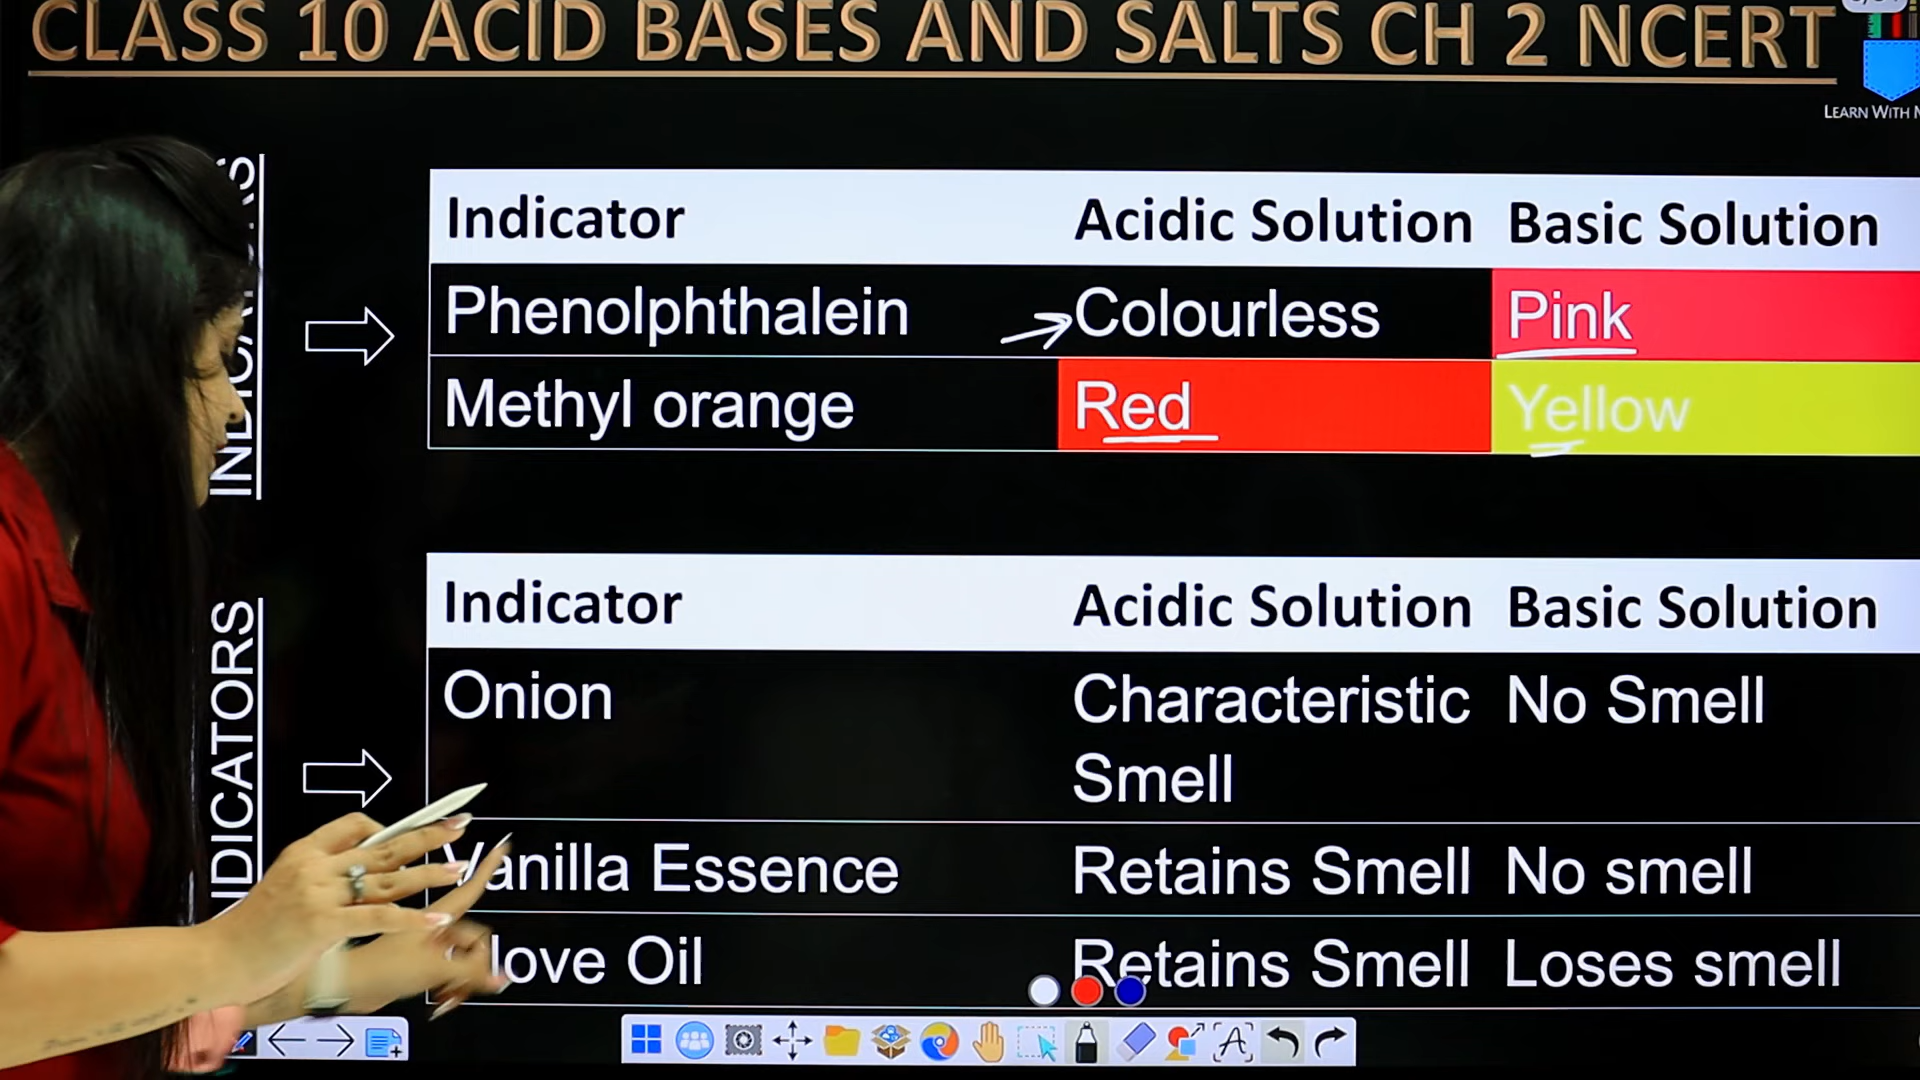 CLASS 10 ACID BASES AND SALTS CH 2 NCERT
LEARN WITH
Indicator Acidic Solution Basic Solution
Phenolphthalein Colourless Pink
Methyl orange Red Yellow
Indicator Acidic Solution Basic Solution
Onion Characteristic Smell No Smell
Vanilla Essence Retains Smell No smell
love Oil Retains Smell Loses smell
DICATORS